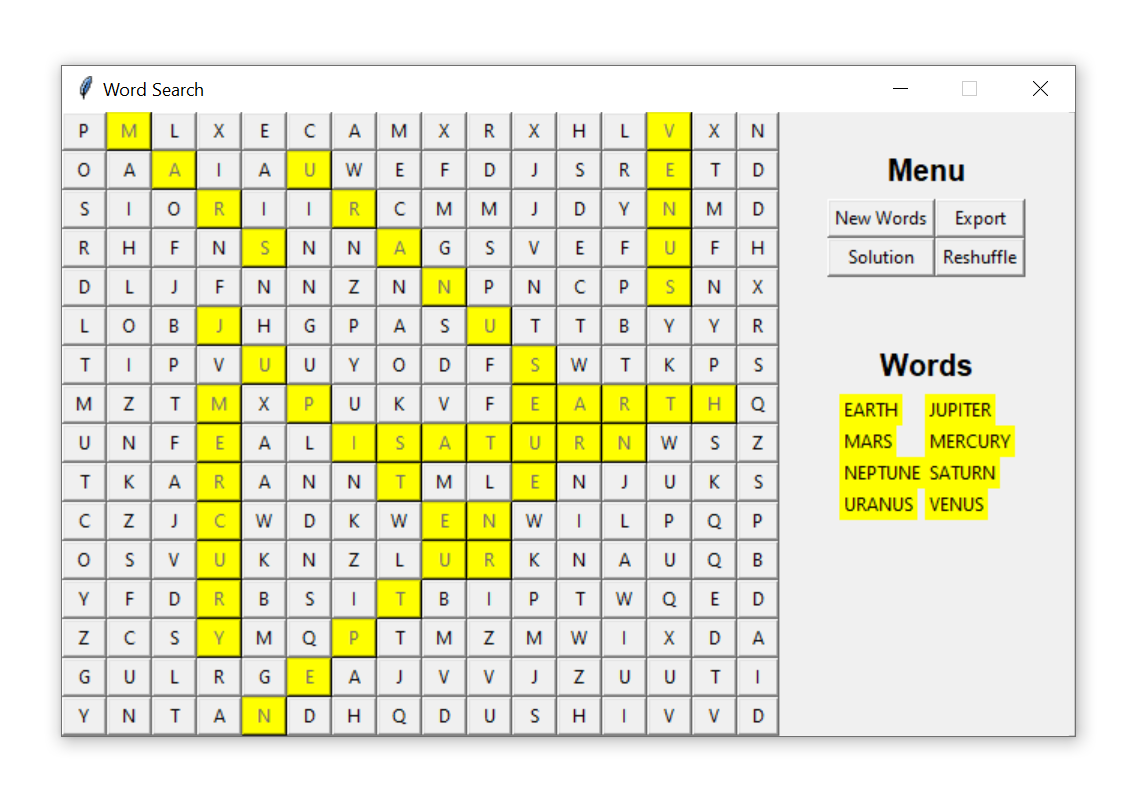 Word Search
P M L X E C A M X R X H L V X N
O A A I A U W E F D J S R E T D
S I O R I I R C M M J D Y N M D
R H F N S N N A G S V E F U F H
D L J F N N Z N N P N C P S N X
L O B J H G P A S U T T B Y Y R
T I P V U U Y O D F S W T K P S
M Z T M X P U K V F E A R T H Q
U N F E A L I S A T U R N W S Z
T K A R A N N T M L E N J U K S
C Z J C W D K W E N W I L P Q P
O S V U K N Z L U R K N A U Q B
Y F D R B S I T B I P T W Q E D
Z C S Y M Q P T M Z M W I X D A
G U L R G E A J V V J Z U U T I
Y N T A N D H Q D U S H I V V D
Menu
New Words Export
Solution Reshuffle
Words
EARTH JUPITER
MARS MERCURY
NEPTUNE SATURN
URANUS VENUS